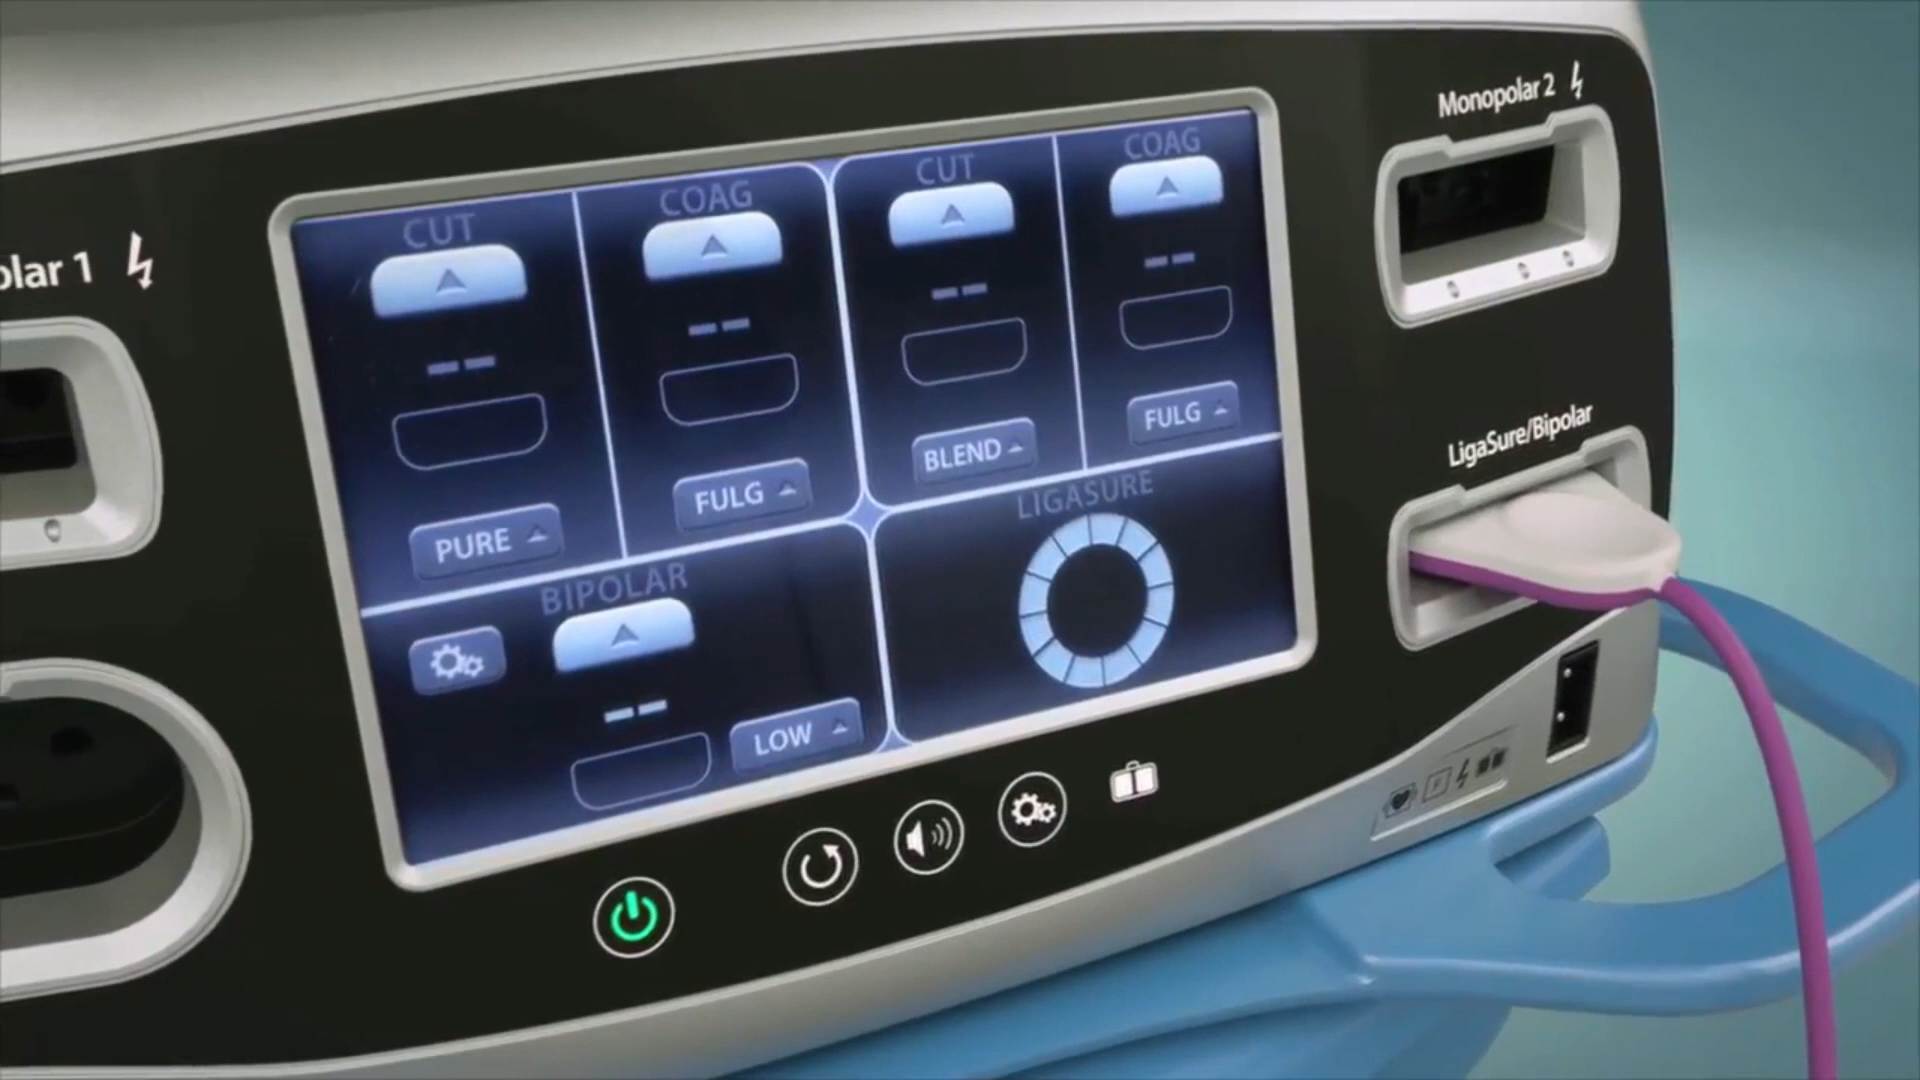 Monopolar 2
olar 1
CUT
COAG
CUT
COAG
-- -- -- --
PURE
FULG
BLEND
FULG
BIPOLAR
LIGASURE
--
LOW
LigaSure/Bipolar